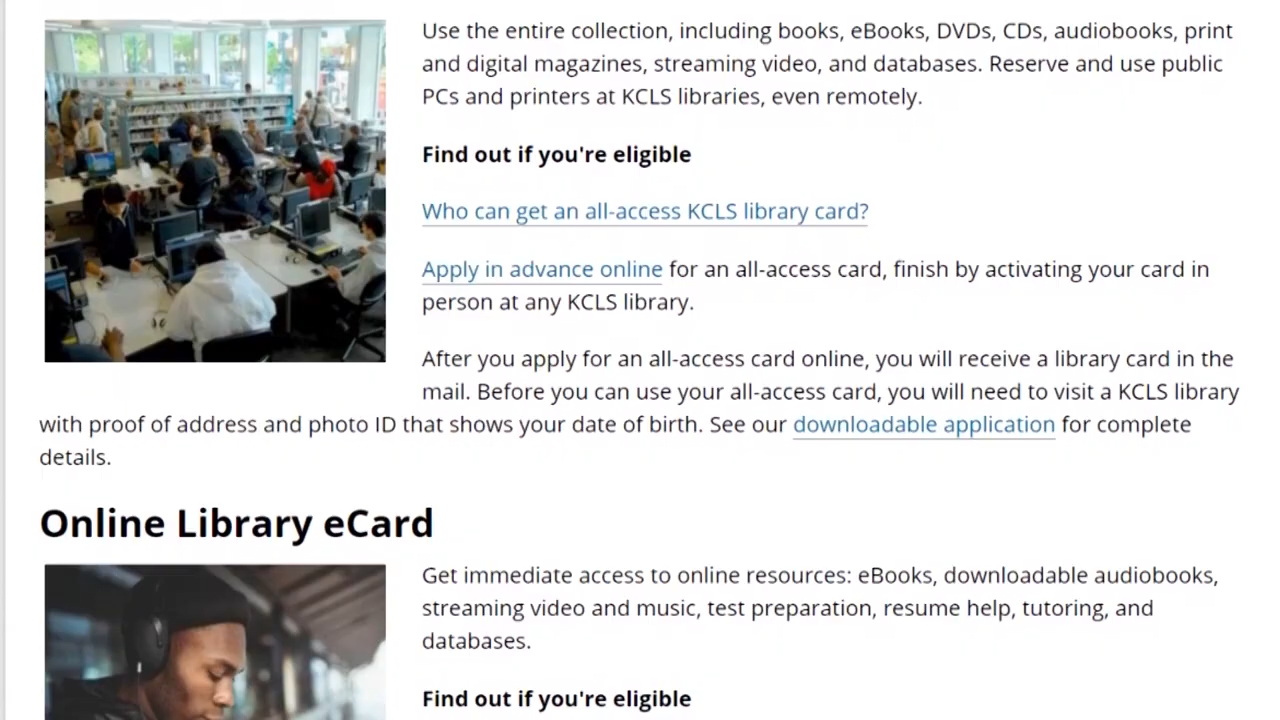 Use the entire collection, including books, eBooks, DVDs, CDs, audiobooks, print
and digital magazines, streaming video, and databases. Reserve and use public
PCs and printers at KCLS libraries, even remotely.
Find out if you're eligible
Who can get an all-access KCLS library card?
Apply in advance online for an all-access card, finish by activating your card in
person at any KCLS library.
After you apply for an all-access card online, you will receive a library card in the
mail. Before you can use your all-access card, you will need to visit a KCLS library
with proof of address and photo ID that shows your date of birth. See our downloadable application for complete
details.
Online Library eCard
Get immediate access to online resources: eBooks, downloadable audiobooks,
streaming video and music, test preparation, resume help, tutoring, and
databases.
Find out if you're eligible